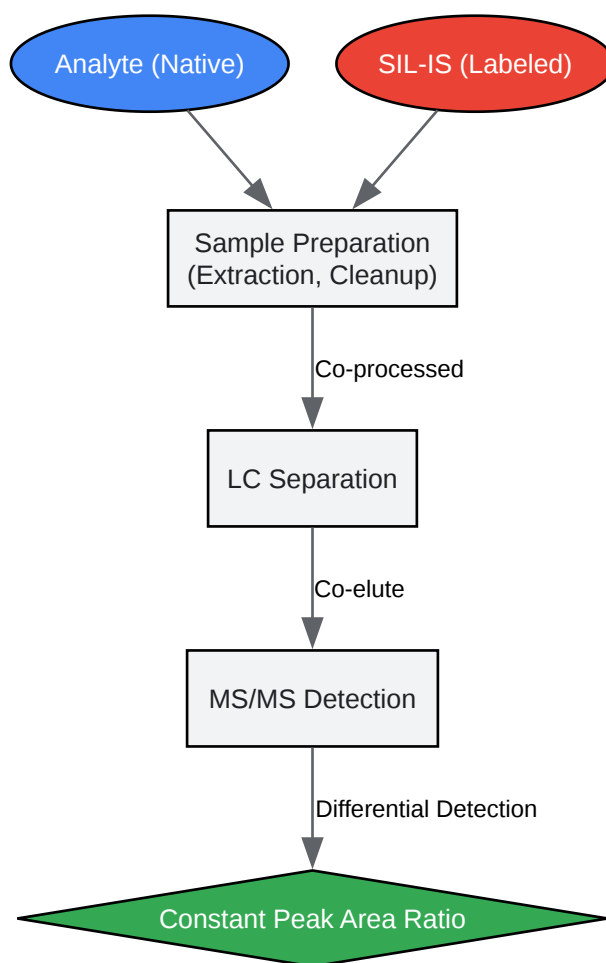 Analyte (Native)
SIL-IS (Labeled)
Sample Preparation
(Extraction, Cleanup)
Co-processed
LC Separation
Co-elute
MS/MS Detection
Differential Detection
Constant Peak Area Ratio